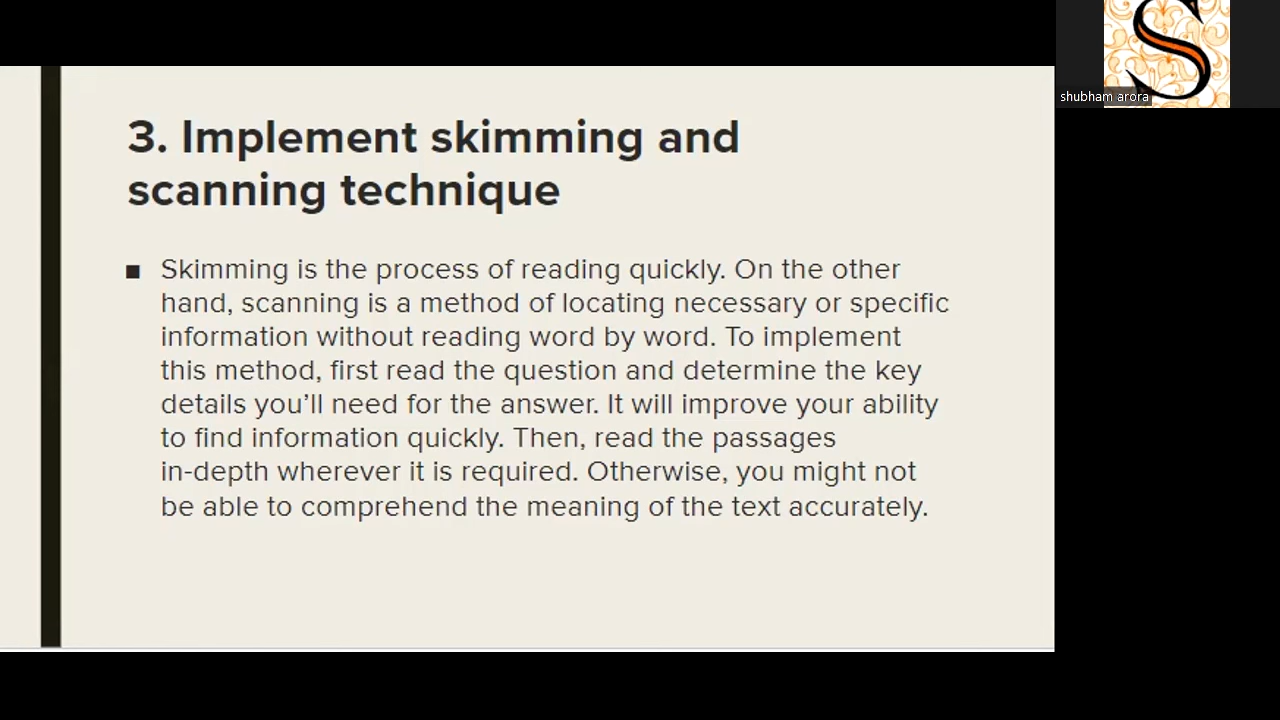 3. Implement skimming and
scanning technique
■ Skimming is the process of reading quickly. On the other
hand, scanning is a method of locating necessary or specific
information without reading word by word. To implement
this method, first read the question and determine the key
details you’ll need for the answer. It will improve your ability
to find information quickly. Then, read the passages
in-depth wherever it is required. Otherwise, you might not
be able to comprehend the meaning of the text accurately.
S
shubham arora